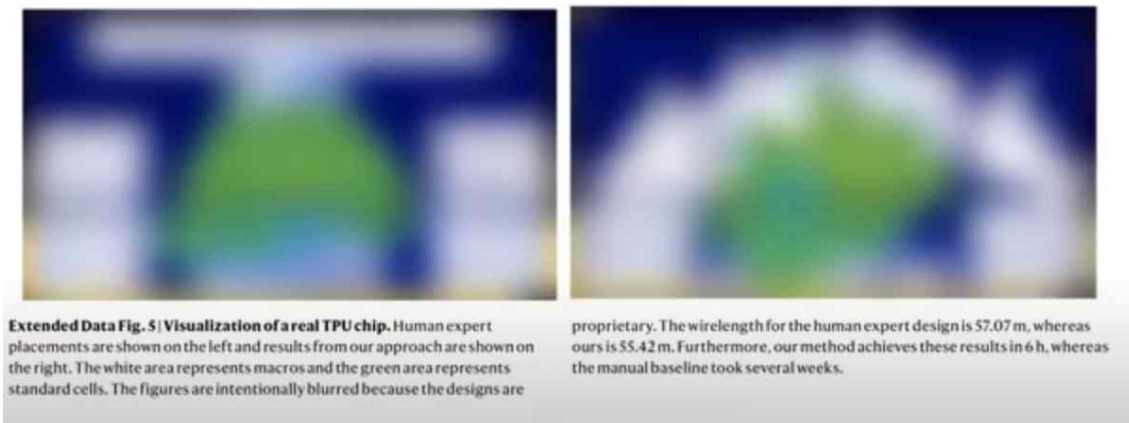 Extended Data Fig. 5 | Visualization of a real TPU chip. Human expert
placements are shown on the left and results from our approach are shown on
the right. The white area represents macros and the green area represents
standard cells. The figures are intentionally blurred because the designs are
proprietary. The wirelength for the human expert design is 57.07 m, whereas
ours is 55.42 m. Furthermore, our method achieves these results in 6 h, whereas
the manual baseline took several weeks.